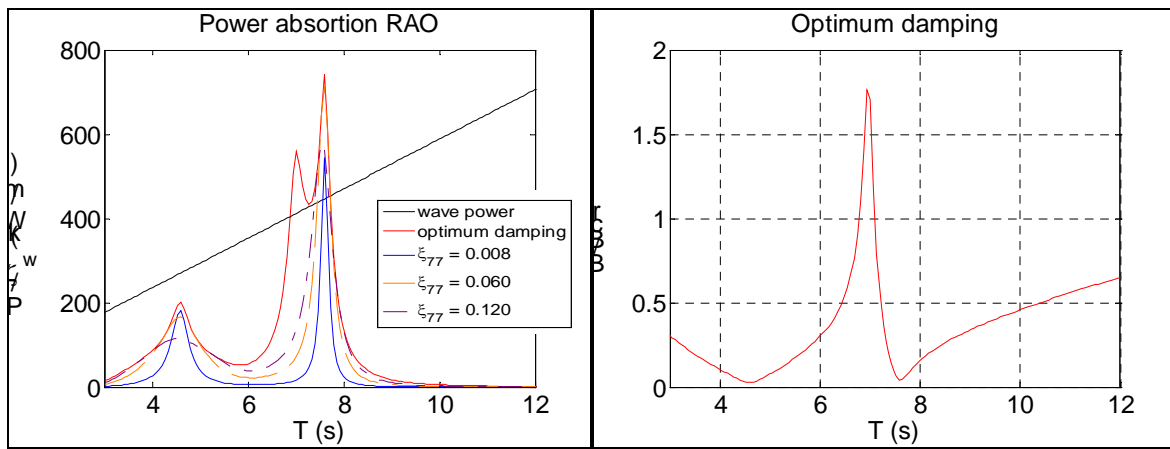 Power absortion RAO
800
600
400
200
0
4
6
8
10
12
T (s)
wave power
optimum damping
ξ77 = 0.008
ξ77 = 0.060
ξ77 = 0.120
Optimum damping
2
1.5
1
0.5
0
4
6
8
10
12
T (s)